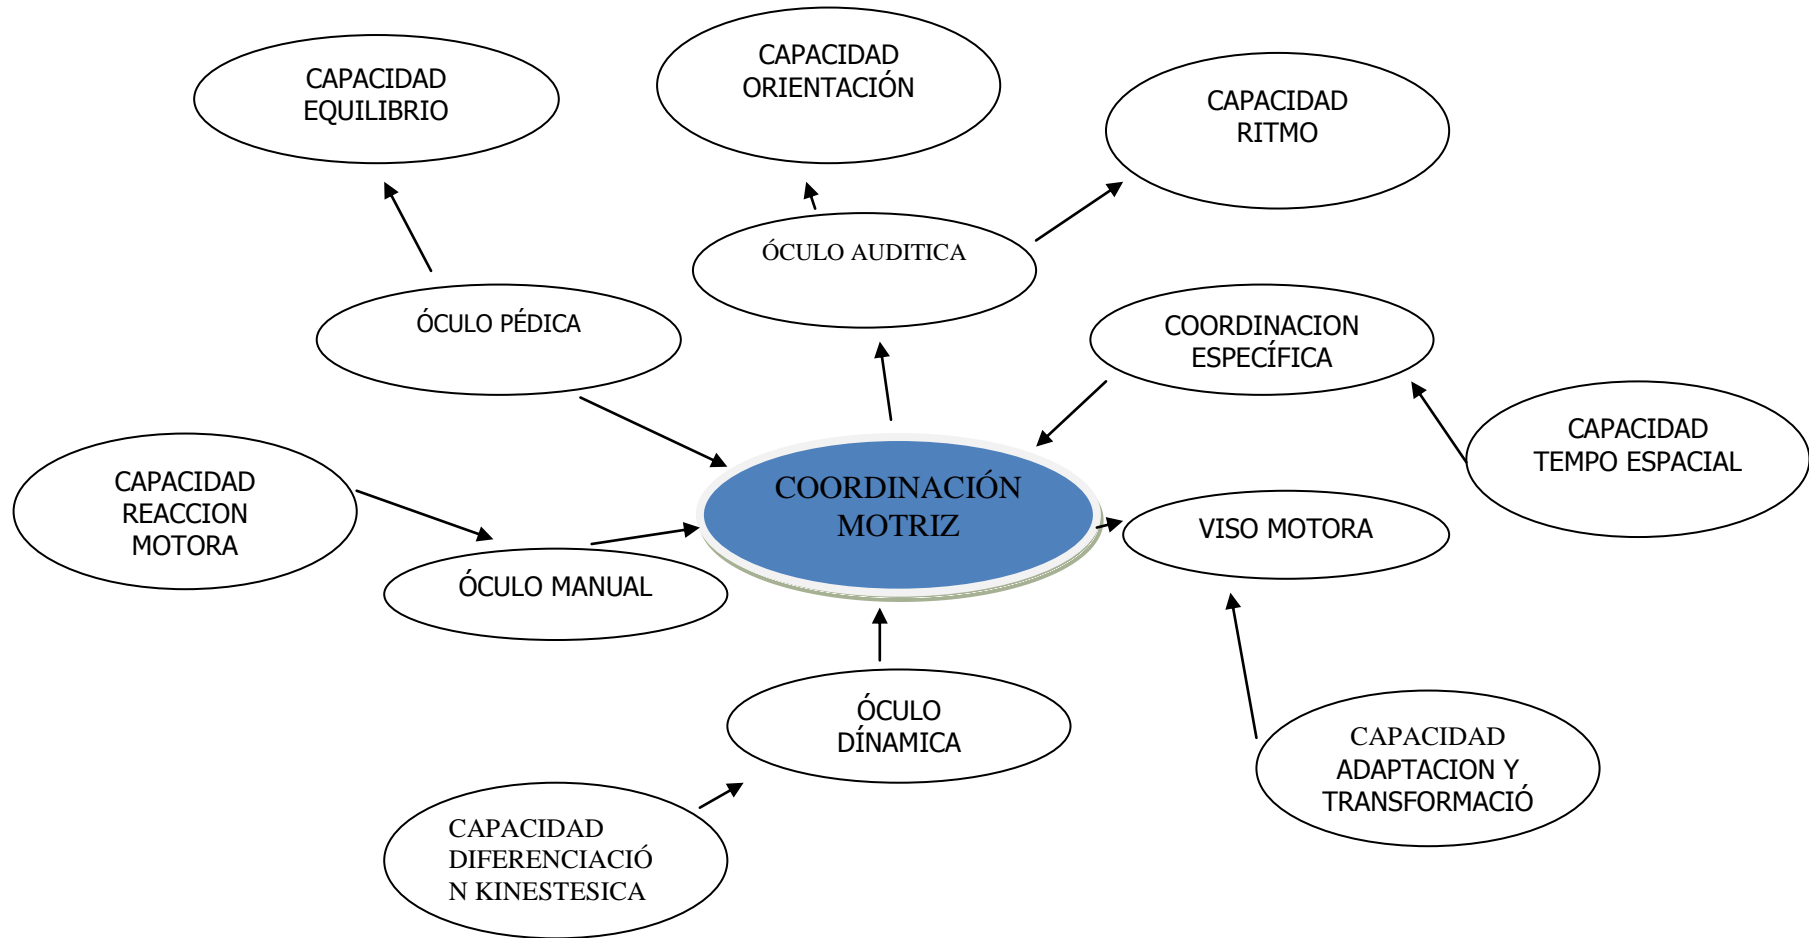 CAPACIDAD
EQUILIBRIO
CAPACIDAD
ORIENTACIÓN
CAPACIDAD
RITMO
ÓCULO AUDITICA
ÓCULO PÉDICA
COORDINACION
ESPECÍFICA
CAPACIDAD
TEMPO ESPACIAL
CAPACIDAD
REACCION
MOTORA
COORDINACIÓN
MOTRIZ
VISO MOTORA
ÓCULO MANUAL
ÓCULO
DÍNAMICA
CAPACIDAD
ADAPTACION Y
TRANSFORMACIÓ
CAPACIDAD
DIFERENCIACIÓ
N KINESTESICA